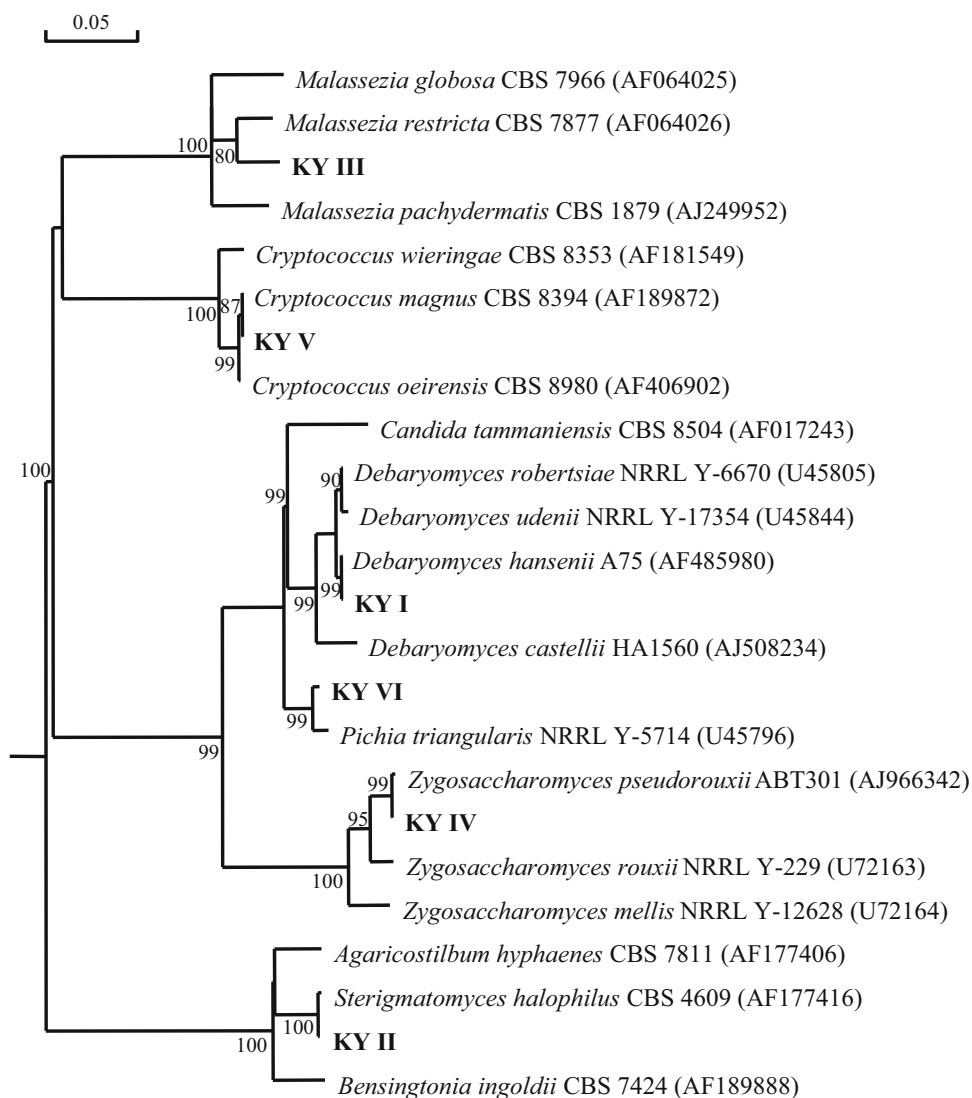 0.05
Malassezia globosa CBS 7966 (AF064025)
Malassezia restricta CBS 7877 (AF064026)
100
80
KY III
Malassezia pachydermatis CBS 1879 (AJ249952)
Cryptococcus wieringae CBS 8353 (AF181549)
Cryptococcus magnus CBS 8394 (AF189872)
87
100
KY V
99
Cryptococcus oeirensis CBS 8980 (AF406902)
Candida tammaniensis CBS 8504 (AF017243)
100
90
Debaryomyces robertsiae NRRL Y-6670 (U45805)
99
Debaryomyces udenii NRRL Y-17354 (U45844)
Debaryomyces hansenii A75 (AF485980)
99
99
KY I
Debaryomyces castellii HA1560 (AJ508234)
KY VI
99
Pichia triangularis NRRL Y-5714 (U45796)
99
99
Zygosaccharomyces pseudorouxii ABT301 (AJ966342)
95
KY IV
Zygosaccharomyces rouxii NRRL Y-229 (U72163)
100
Zygosaccharomyces mellis NRRL Y-12628 (U72164)
Agaricostilbum hyphaenes CBS 7811 (AF177406)
Sterigmatomyces halophilus CBS 4609 (AF177416)
100
100
KY II
Bensingtonia ingoldii CBS 7424 (AF189888)